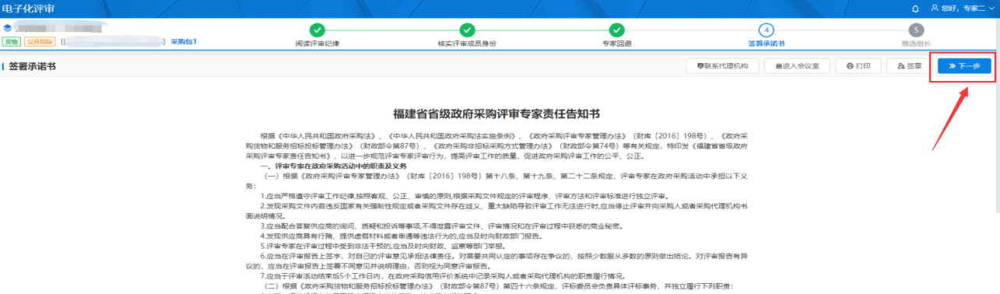 电子化评审
您好，专家二
货物 公开招标 采购包1
阅读评审纪律
核实评审成员身份
专家回避
4
签署承诺书
5
推选组长
签署承诺书
联系代理机构
进入会议室
打印
签章
下一步
福建省省级政府采购评审专家责任告知书
根据《中华人民共和国政府采购法》、《中华人民共和国政府采购法实施条例》、《政府采购评审专家管理办法》（财库［2016］198号）、《政府采
购货物和服务招标投标管理办法》（财政部令第87号）、《政府采购非招标采购方式管理办法》（财政部令第74号）等有关规定，特印发《福建省省级政府
采购评审专家责任告知书》，以进一步规范评审专家评审行为，提高评审工作的质量，促进政府采购评审工作的公平、公正。
一、评审专家在政府采购活动中的职责及义务
（一）根据《政府采购评审专家管理办法》（财库［2016］198号）第十八条、第十九条、第二十二条规定，评审专家在政府采购活动中承担以下义
务：
1.应当严格遵守评审工作纪律,按照客观、公正、审慎的原则,根据采购文件规定的评审程序、评审方法和评审标准进行独立评审。
2.发现采购文件内容违反国家有关强制性规定或者采购文件存在歧义、重大缺陷导致评审工作无法进行时,应当停止评审并向采购人或者采购代理机构书
面说明情况。
3.应当配合答复供应商的询问、质疑和投诉等事项,不得泄露评审文件、评审情况和在评审过程中获悉的商业秘密。
4.发现供应商具有行贿、提供虚假材料或者串通等违法行为的,应当及时向财政部门报告。
5.评审专家在评审过程中受到非法干预的,应当及时向财政、监察等部门举报。
6.应当在评审报告上签字，对自己的评审意见承担法律责任。对需要共同认定的事项存在争议的，按照少数服从多数的原则做出结论。对评审报告有异
议的，应当在评审报告上签署不同意见并说明理由，否则视为同意评审报告。
7.应当于评审活动结束后5个工作日内，在政府采购信用评价系统中记录采购人或者采购代理机构的职责履行情况。
（二）根据《政府采购货物和服务招标投标管理办法》（财政部令第87号）第四十六条规定，评标委员会负责具体评标事务，并独立履行下列职责：